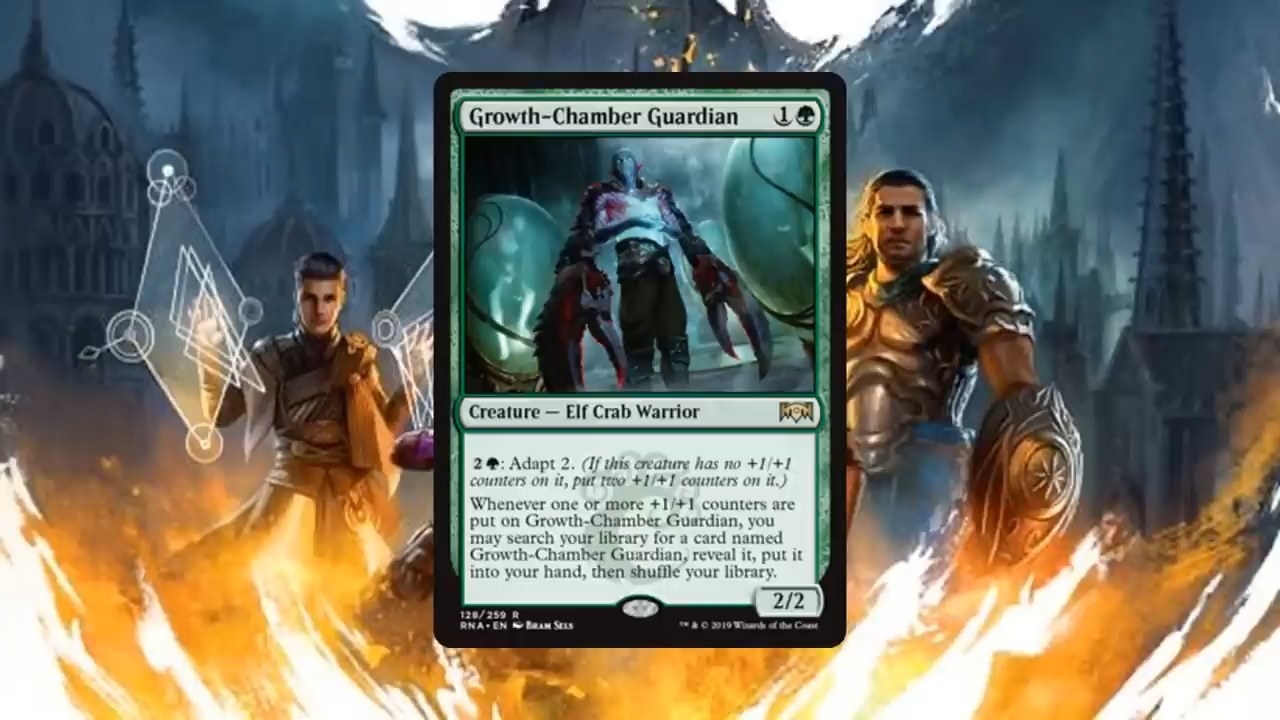 Growth-Chamber Guardian 1
Creature — Elf Crab Warrior
2 : Adapt 2. (If this creature has no +1/+1
counters on it, put two +1/+1 counters on it.)
Whenever one or more +1/+1 counters are
put on Growth-Chamber Guardian, you
may search your library for a card named
Growth-Chamber Guardian, reveal it, put it
into your hand, then shuffle your library.
2/2
128/259 R
RNA • EN Bram Sels
™ & © 2019 Wizards of the Coast